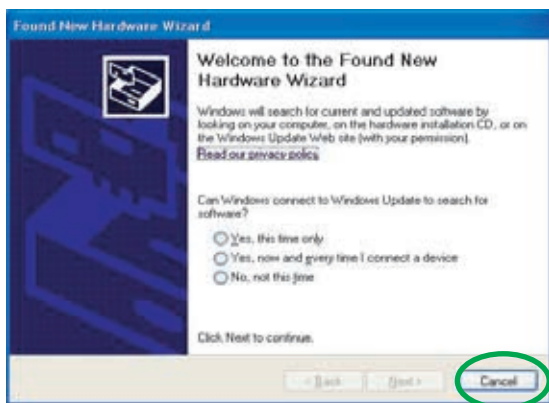 Found New Hardware Wizard
Welcome to the Found New
Hardware Wizard
Windows will search for current and updated software by
looking on your computer, on the hardware installation CD, or on
the Windows Update Web site (with your permission).
Read our privacy policy
Can Windows connect to Windows Update to search for
software?
Yes, this time only
Yes, now and every time I connect a device
No, not this time
Click Next to continue.
< Back Next > Cancel